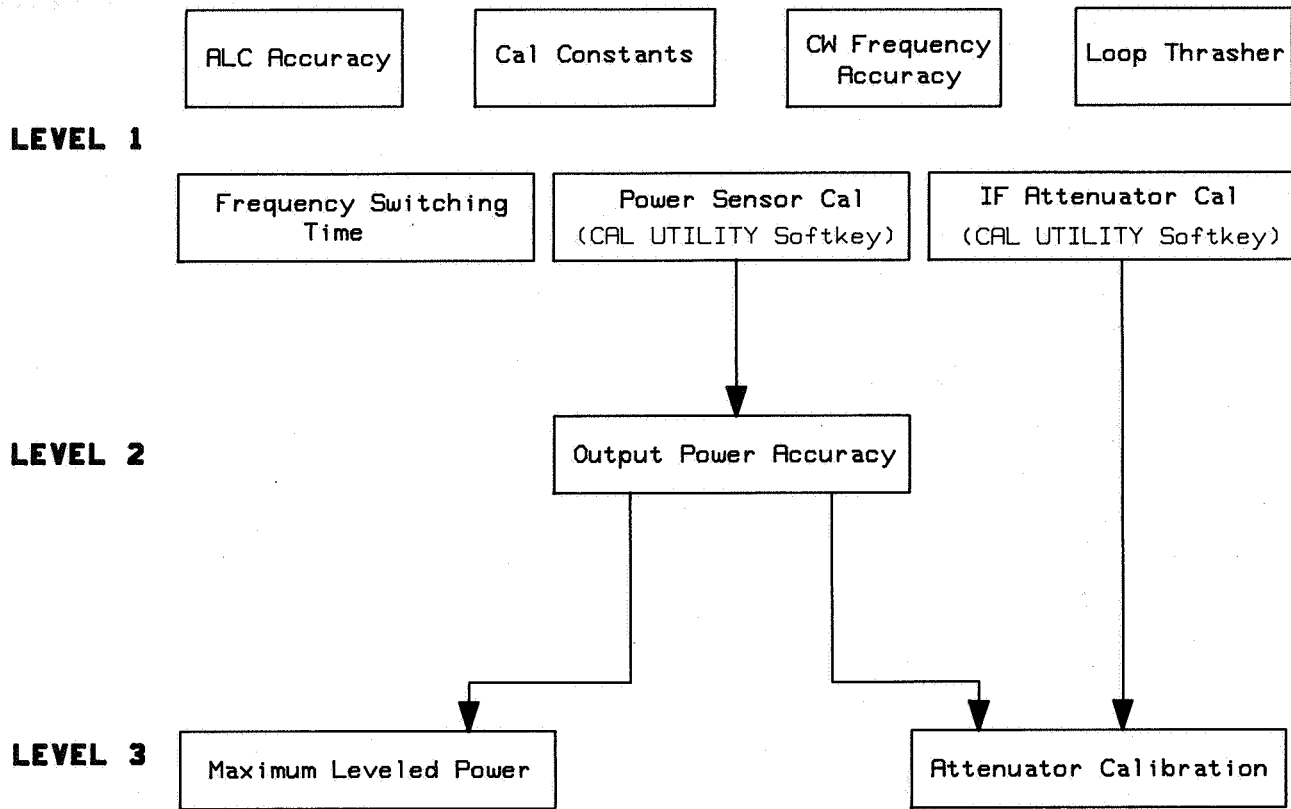 ALC Accuracy
Cal Constants
CW Frequency
Accuracy
Loop Thrasher
LEVEL 1
Frequency Switching
Time
Power Sensor Cal
(CAL UTILITY Softkey)
IF Attenuator Cal
(CAL UTILITY Softkey)
LEVEL 2
Output Power Accuracy
LEVEL 3
Maximum Leveled Power
Attenuator Calibration